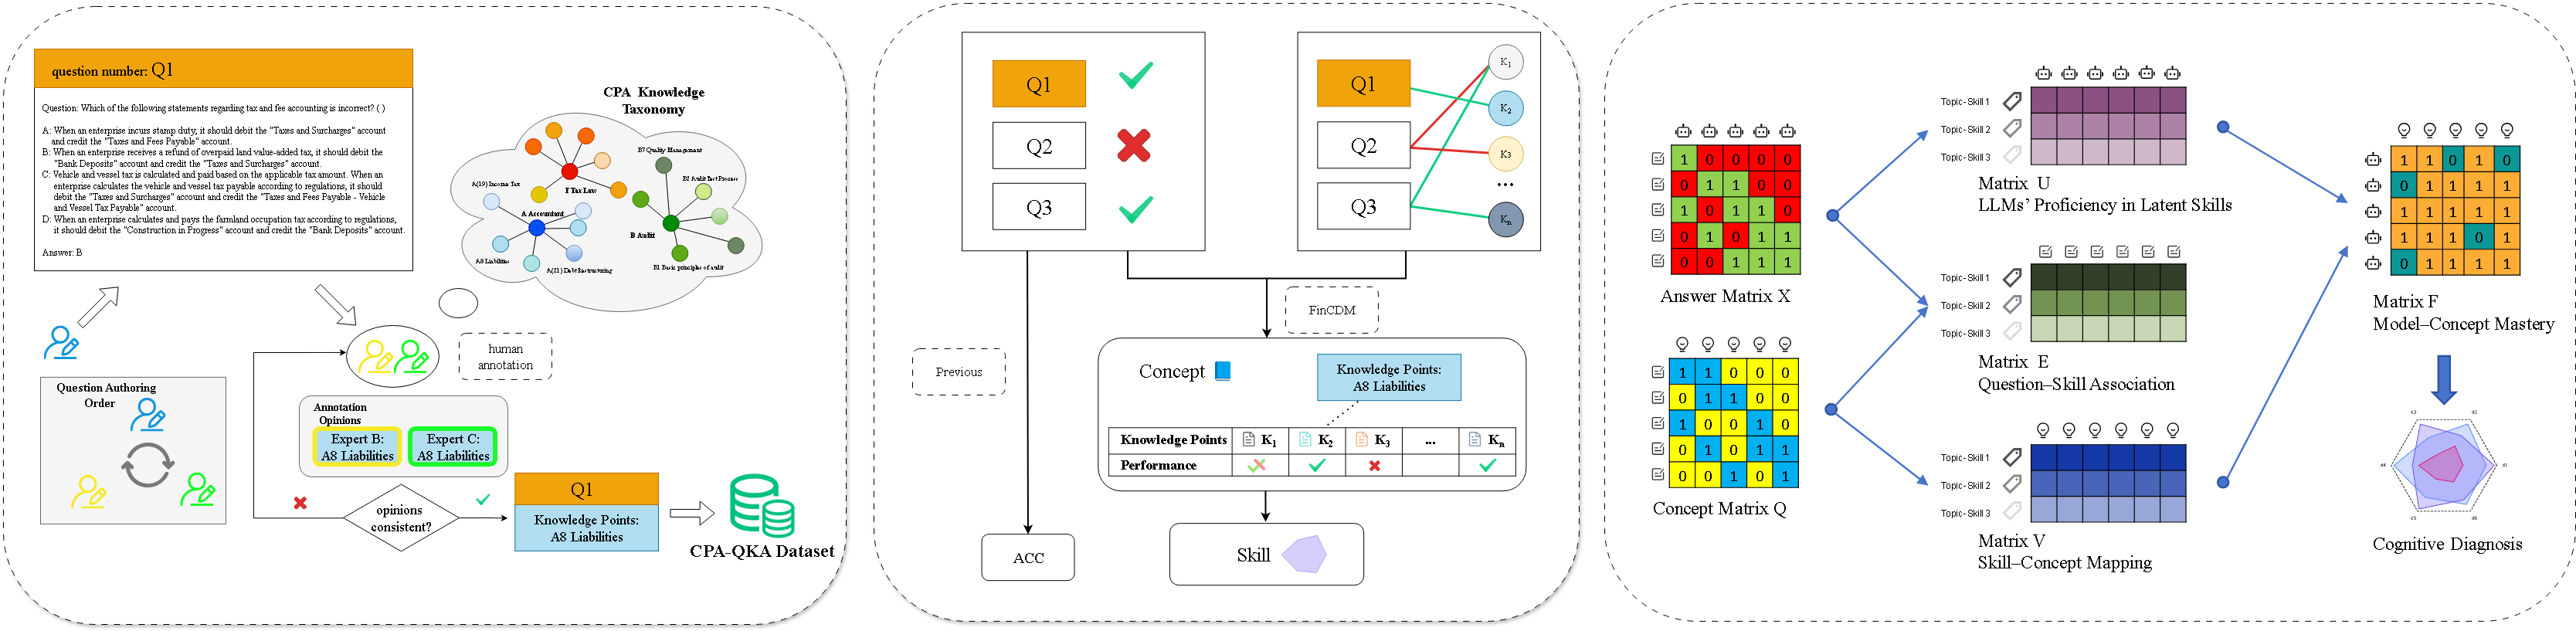 question number: Q1
Question: Which of the following statements regarding tax and fee accounting is incorrect? ( )
A: When an enterprise incurs stamp duty, it should debit the "Taxes and Surcharges" account
and credit the "Taxes and Fees Payable" account.
B: When an enterprise receives a refund of overpaid land value-added tax, it should debit the
"Bank Deposits" account and credit the "Taxes and Surcharges" account.
C: Vehicle and vessel tax is calculated and paid based on the applicable tax amount. When an
enterprise calculates the vehicle and vessel tax payable according to regulations, it should
debit the "Taxes and Surcharges" account and credit the "Taxes and Fees Payable - Vehicle
and Vessel Tax Payable" account.
D: When an enterprise calculates and pays the farmland occupation tax according to regulations,
it should debit the "Construction in Progress" account and credit the "Bank Deposits" account.
Answer: B
CPA Knowledge
Taxonomy
B7 Quality Management
A(19) Income Tax
F Tax Law
B2 Audit Test Process
A Accountant
B Audit
A8 Liabilities
A(21) Debt Restructuring
B1 Basic principles of audit
human
annotation
Question Authoring
Order
Annotation
Opinions
Expert B:
A8 Liabilities
Expert C:
A8 Liabilities
opinions
consistent?
Q1
Knowledge Points:
A8 Liabilities
CPA-QKA Dataset
Q1
Q2
Q3
Q1
Q2
Q3
K1
K2
K3
...
Kn
FinCDM
Previous
Concept
Knowledge Points:
A8 Liabilities
Knowledge Points K1 K2 K3 ... Kn
Performance
ACC
Skill
1 0 0 0 0
0 1 1 0 0
1 0 1 1 0
0 1 0 1 1
0 0 1 1 1
Answer Matrix X
1 1 0 0 0
0 1 1 0 0
1 0 0 1 0
0 1 0 1 1
0 0 1 0 1
Concept Matrix Q
Topic-Skill 1
Topic-Skill 2
Topic-Skill 3
Matrix U
LLMs' Proficiency in Latent Skills
Topic-Skill 1
Topic-Skill 2
Topic-Skill 3
Matrix E
Question–Skill Association
Topic-Skill 1
Topic-Skill 2
Topic-Skill 3
Matrix V
Skill–Concept Mapping
1 1 0 1 0
0 1 1 1 1
1 1 1 1 1
1 1 1 0 1
0 1 1 1 1
Matrix F
Model–Concept Mastery
d3
d2
d4
d1
d5
d6
Cognitive Diagnosis